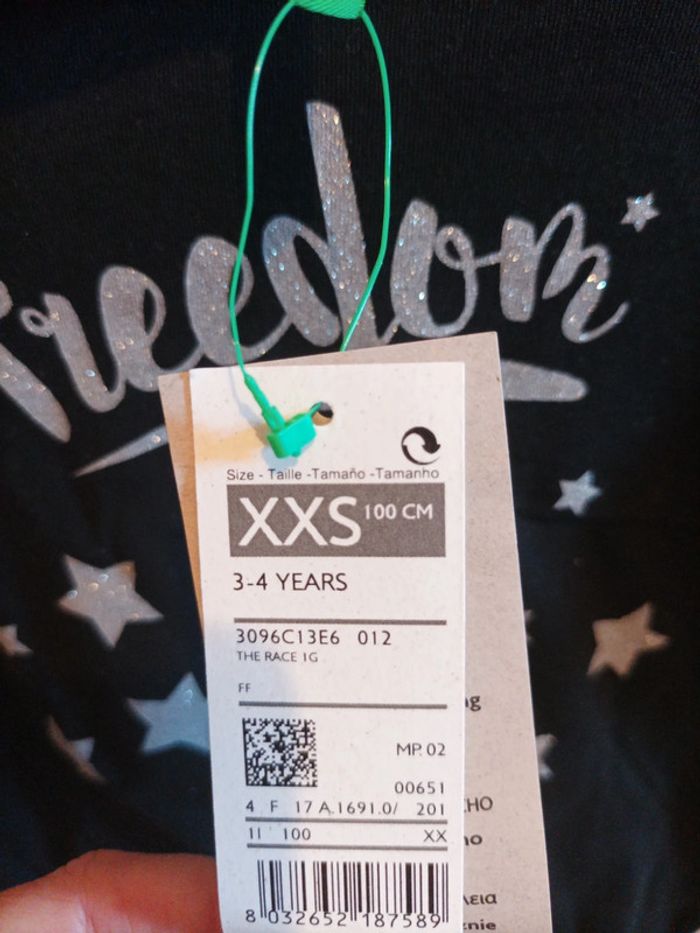 freedom
Size - Taille -Tamaño -Tamanho
XXS 100 CM
3-4 YEARS
3096C13E6 012
THE RACE 1G
FF
MP. 02
00651
4 F 17 A.1691.0/ 201
11 100 XX
8 032652 187589